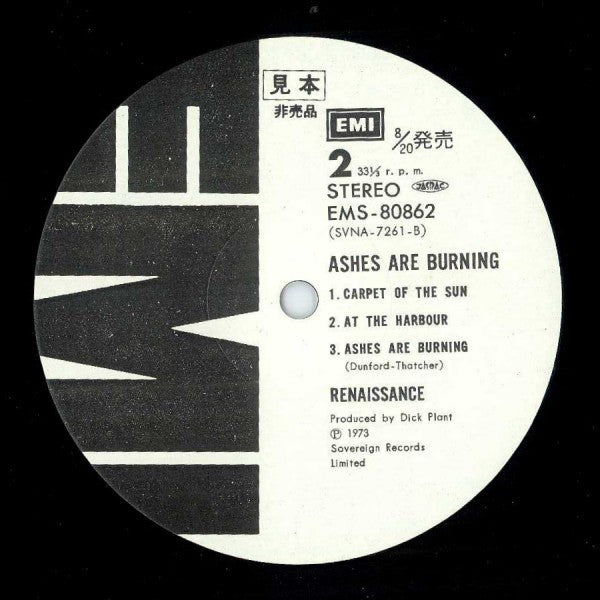 見本
非売品
EMI
8/20発売
2 33⅓ r. p. m.
STEREO JASRAC
EMS-80862
(SVNA-7261-B)
ASHES ARE BURNING
1. CARPET OF THE SUN
2. AT THE HARBOUR
3. ASHES ARE BURNING
(Dunford-Thatcher)
RENAISSANCE
Produced by Dick Plant
Ⓟ 1973
Sovereign Records
Limited
EMI